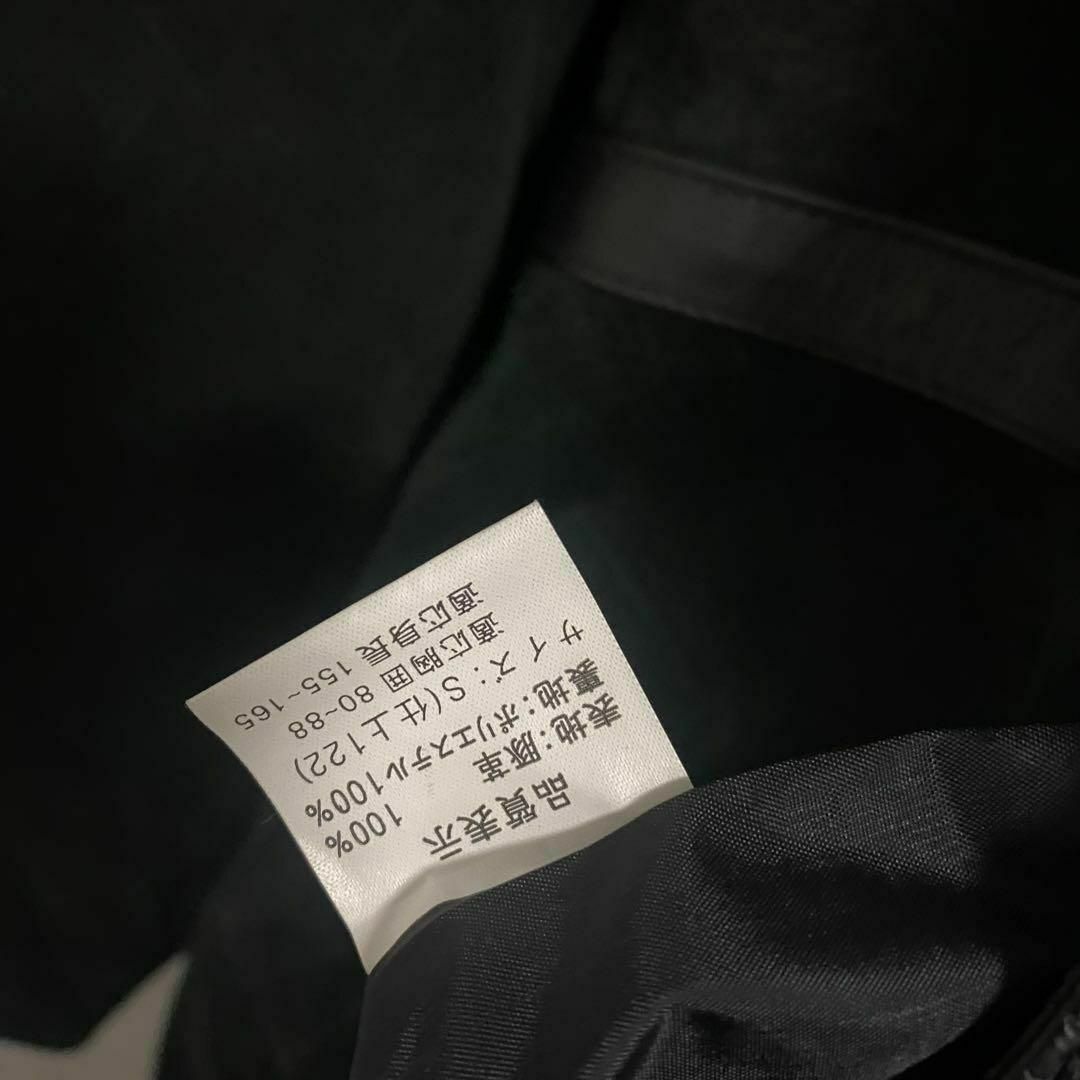 品質表示
表地:豚革 100%
裏地:ポリエステル100%
サイズ:S(仕上122)
適応胸囲 80~88
適応身長 155~165